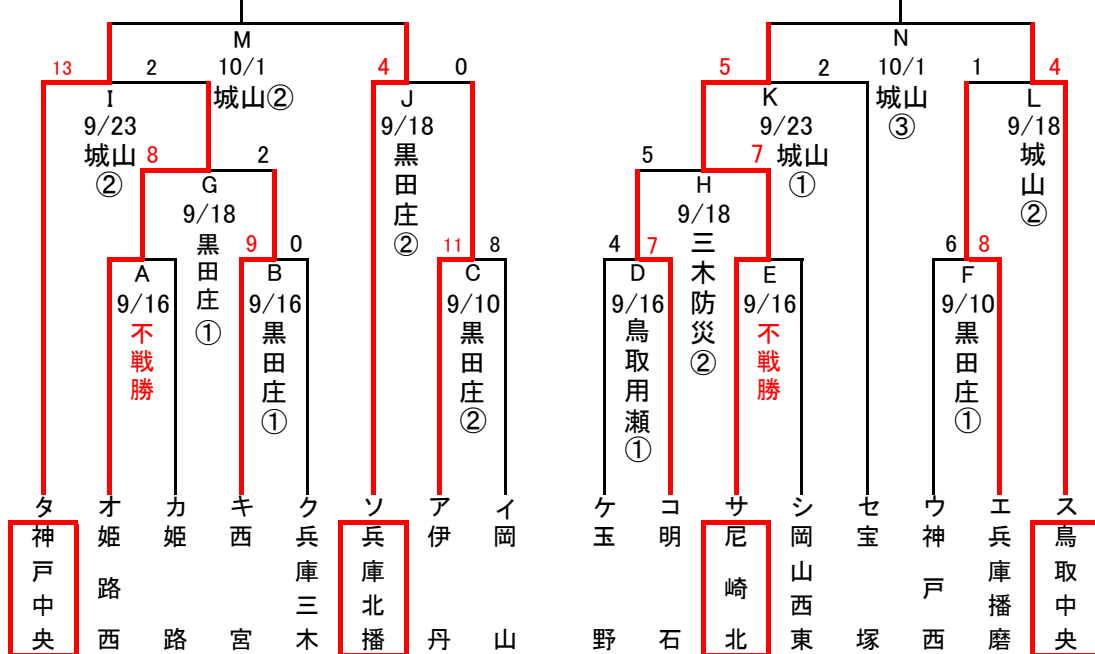 M
N
13
2
10/1
4
0
5
2
10/1
1
4
I
城山②
J
K
城山
L
9/23
9/18
9/23
③
9/18
城山
8
2
黒田庄②
5
7
城山
城山②
②
G
H
①
9/18
9/18
黒田庄①
9
0
11
8
4
7
三木防災②
6
8
A
B
C
D
E
F
9/16
9/16
9/10
9/16
9/16
9/10
不戦勝
黒田庄①
黒田庄②
鳥取用瀬①
不戦勝
黒田庄①
タ
オ
カ
キ
ク
ソ
ア
イ
ケ
コ
サ
シ
セ
ウ
エ
ス
神戸中央
姫路西
姫路
西宮
兵庫三木
兵庫北播
伊丹
岡山
玉野
明石
尼崎北
岡山西東
宝塚
神戸西
兵庫播磨
鳥取中央